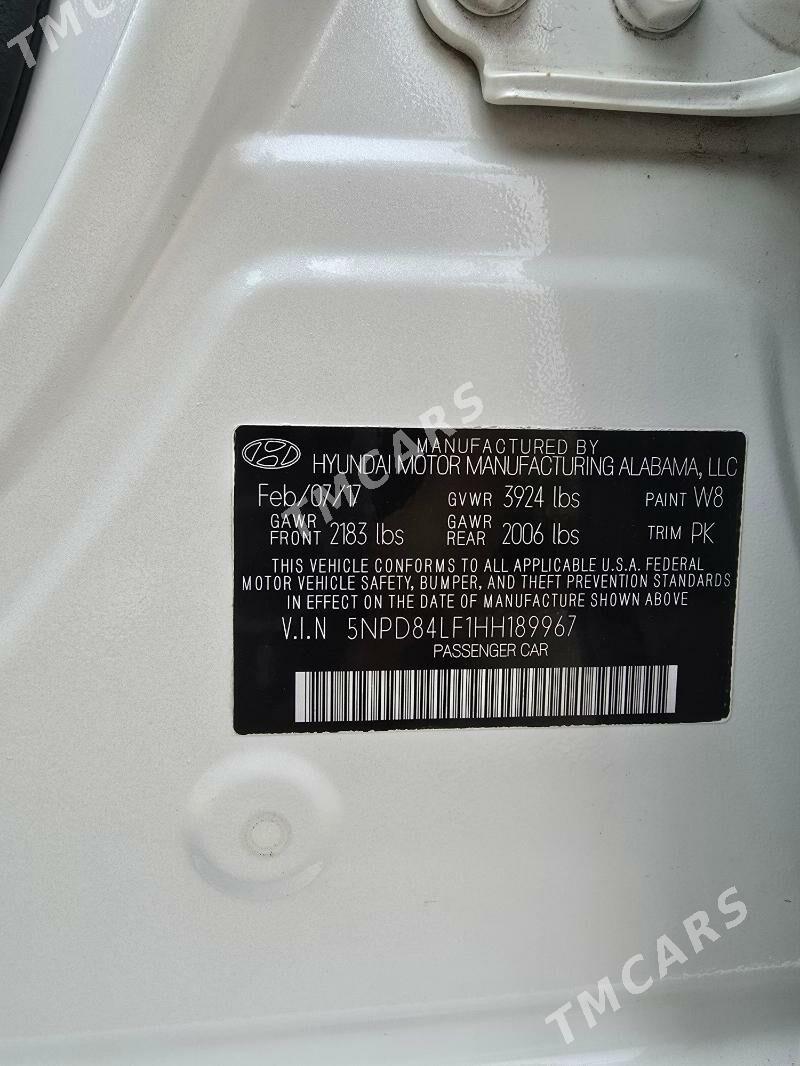 TMCARS
MANUFACTURED BY
HYUNDAI MOTOR MANUFACTURING ALABAMA, LLC
Feb/07/17 GVWR 3924 lbs PAINT W8
GAWR FRONT 2183 lbs GAWR REAR 2006 lbs TRIM PK
THIS VEHICLE CONFORMS TO ALL APPLICABLE U.S.A. FEDERAL
MOTOR VEHICLE SAFETY, BUMPER, AND THEFT PREVENTION STANDARDS
IN EFFECT ON THE DATE OF MANUFACTURE SHOWN ABOVE
V.I.N 5NPD84LF1HH189967
PASSENGER CAR
TMCARS
TMCARS